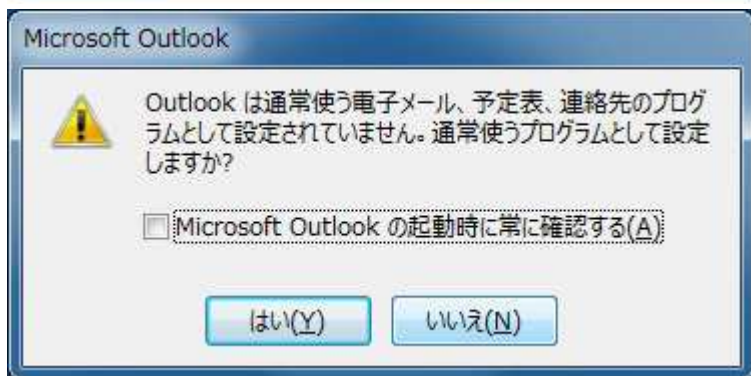 Microsoft Outlook
Outlook は通常使う電子メール、予定表、連絡先のプログ
ラムとして設定されていません。通常使うプログラムとして設定
しますか?
Microsoft Outlook の起動時に常に確認する(A)
はい(Y) いいえ(N)